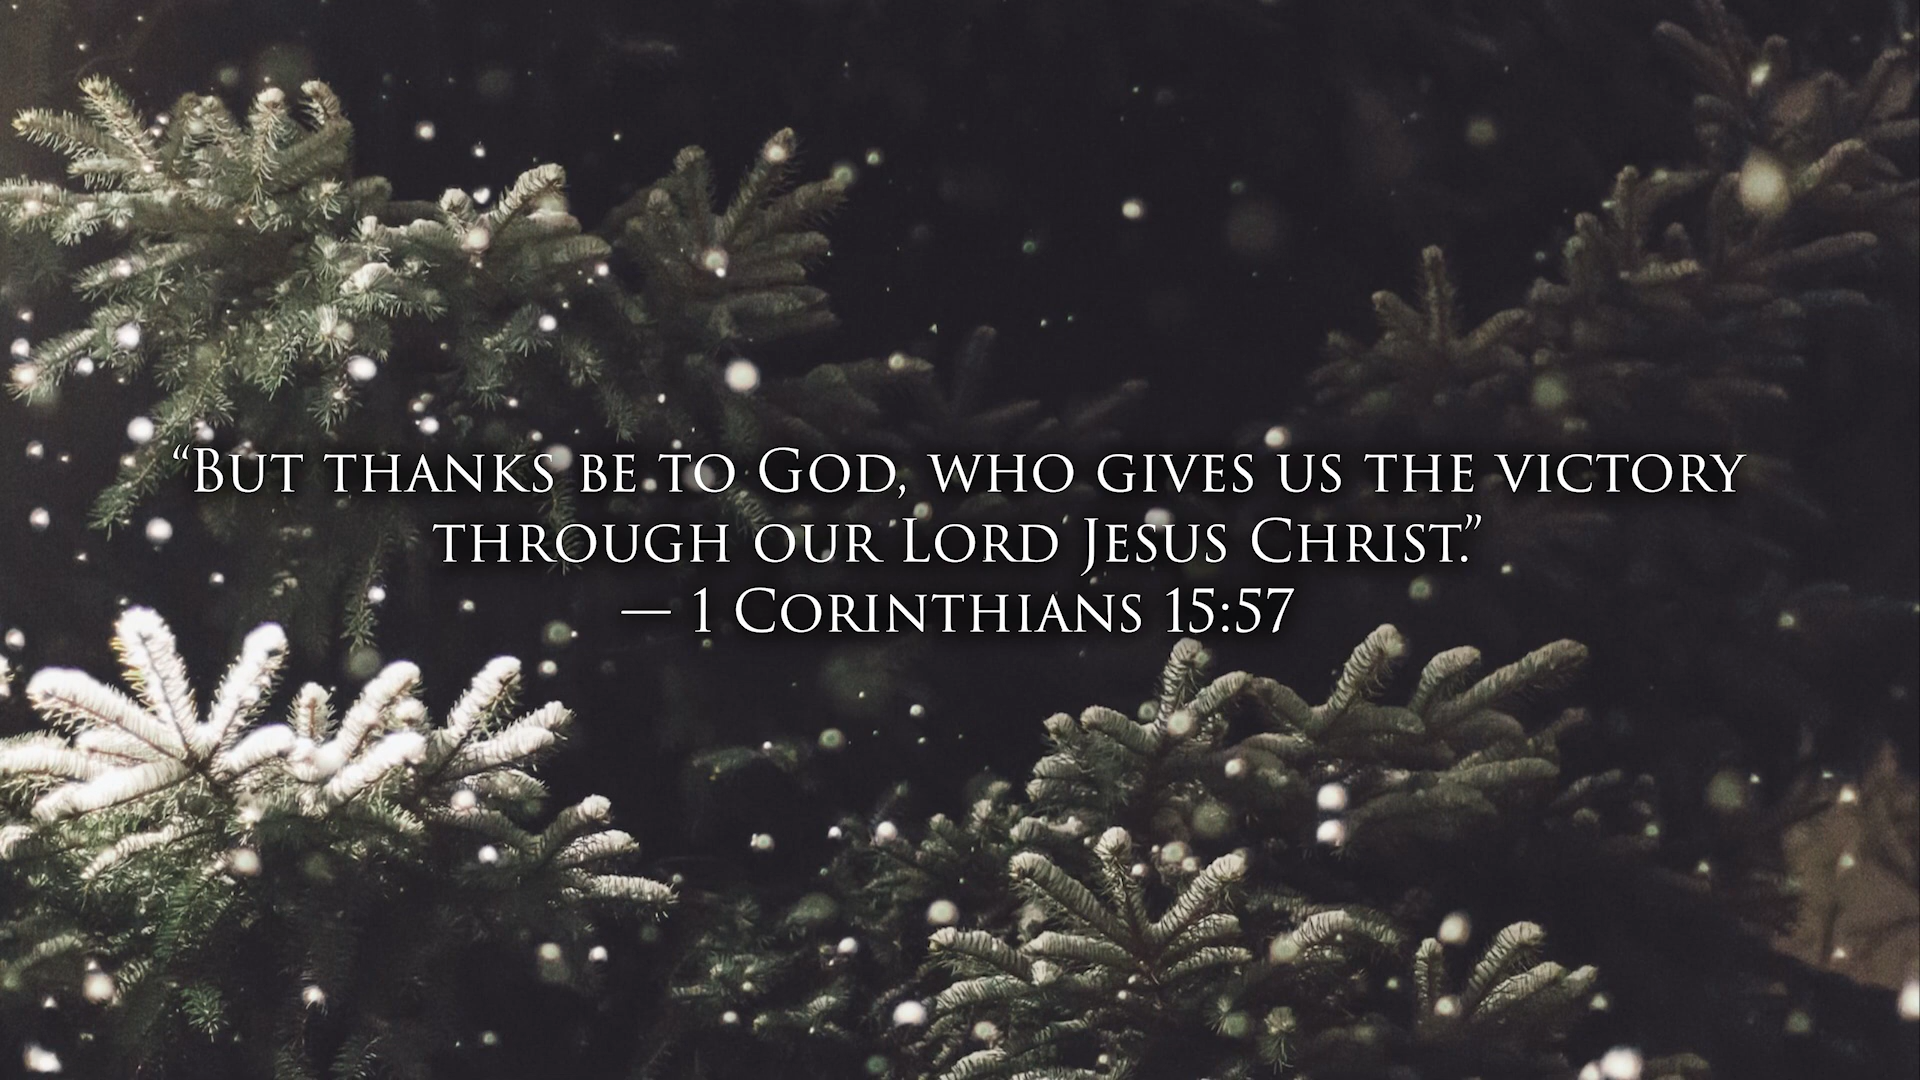 “But thanks be to God, who gives us the victory
through our Lord Jesus Christ.”
— 1 Corinthians 15:57